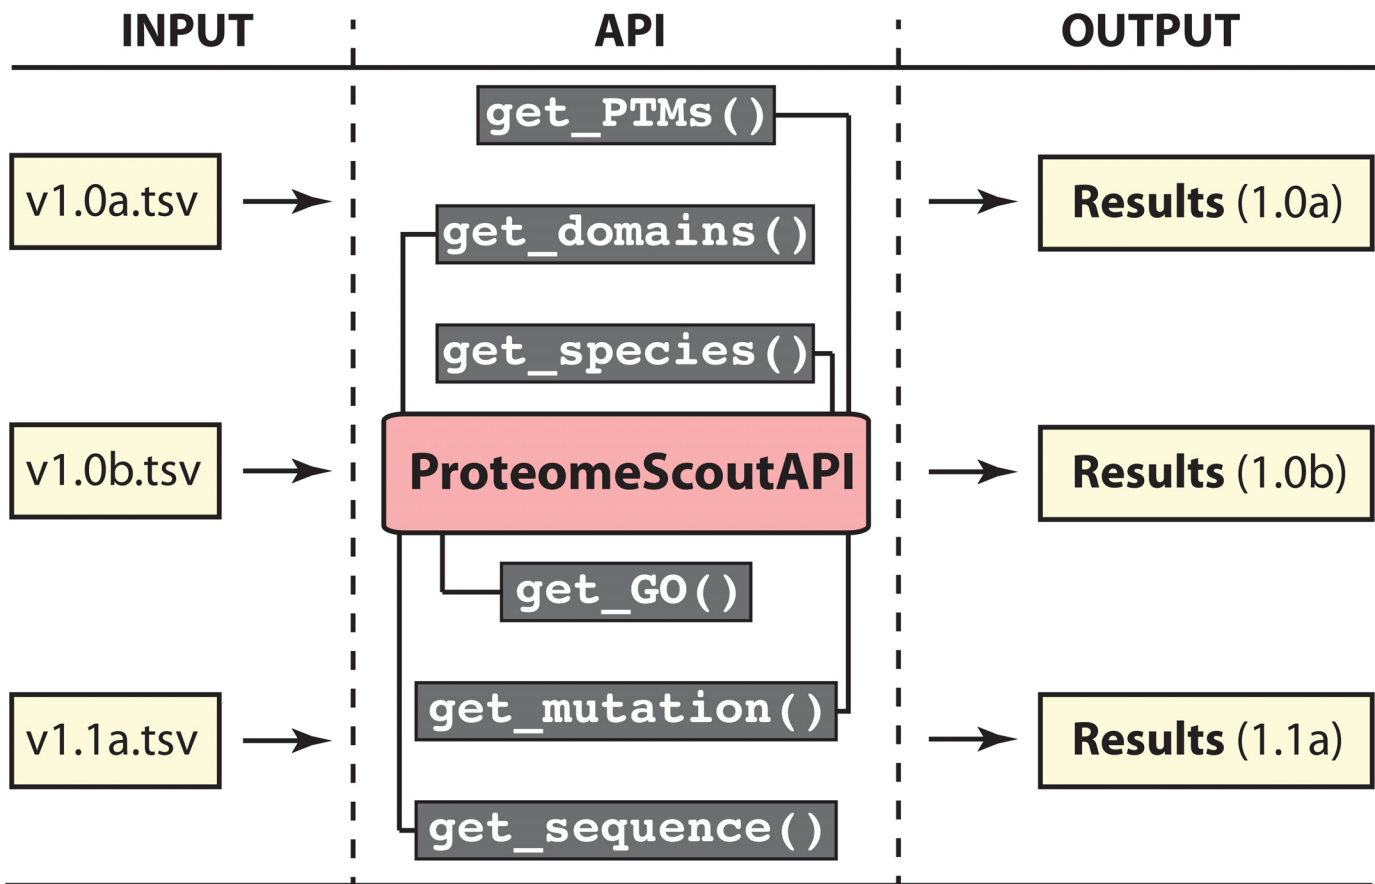 INPUT API OUTPUT
get_PTMs()
v1.0a.tsv Results (1.0a)
get_domains()
get_species()
v1.0b.tsv ProteomeScoutAPI Results (1.0b)
get_GO()
get_mutation()
v1.1a.tsv Results (1.1a)
get_sequence()